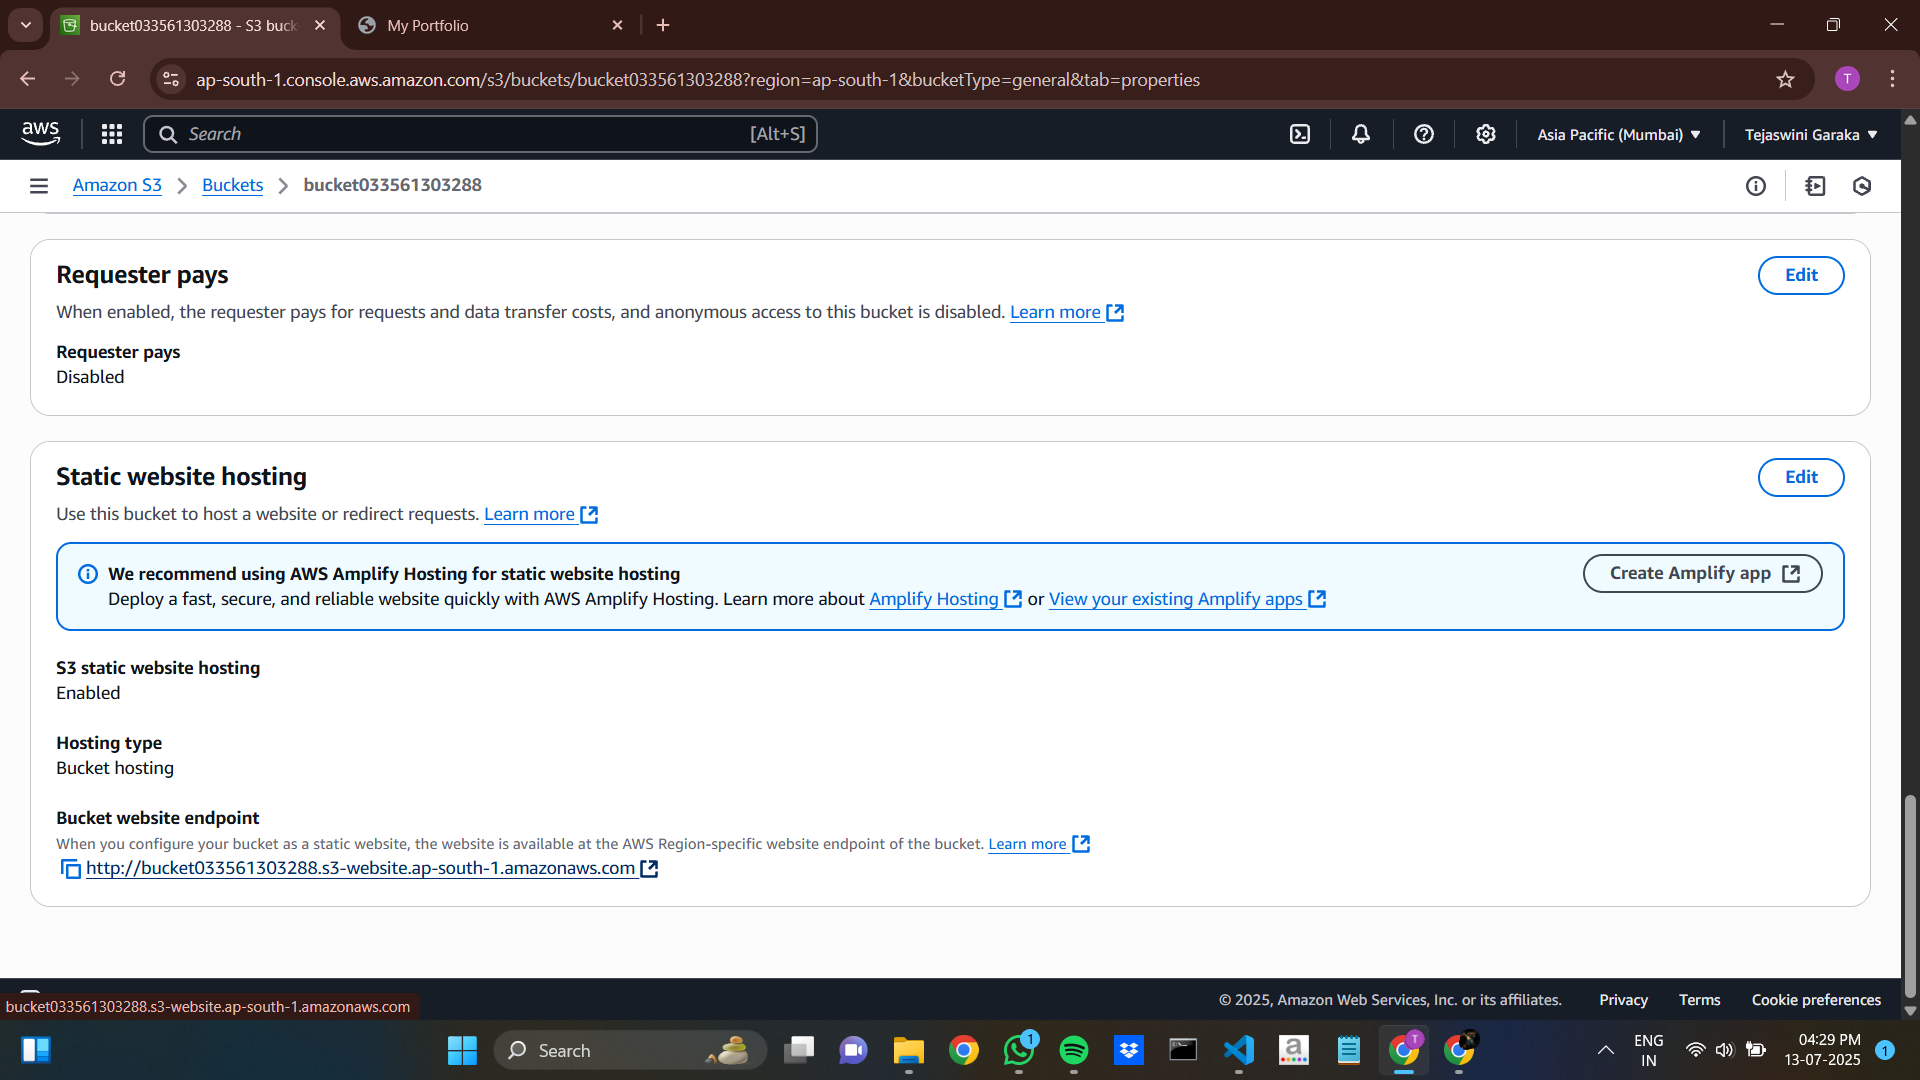 bucket033561303288 - S3 buck
My Portfolio
ap-south-1.console.aws.amazon.com/s3/buckets/bucket033561303288?region=ap-south-1&bucketType=general&tab=properties
T
aws
Search
[Alt+S]
Asia Pacific (Mumbai)
Tejaswini Garaka
Amazon S3
Buckets
bucket033561303288
Requester pays
Edit
When enabled, the requester pays for requests and data transfer costs, and anonymous access to this bucket is disabled. Learn more
Requester pays
Disabled
Static website hosting
Edit
Use this bucket to host a website or redirect requests. Learn more
We recommend using AWS Amplify Hosting for static website hosting
Create Amplify app
Deploy a fast, secure, and reliable website quickly with AWS Amplify Hosting. Learn more about Amplify Hosting or View your existing Amplify apps
S3 static website hosting
Enabled
Hosting type
Bucket hosting
Bucket website endpoint
When you configure your bucket as a static website, the website is available at the AWS Region-specific website endpoint of the bucket. Learn more
http://bucket033561303288.s3-website.ap-south-1.amazonaws.com
bucket033561303288.s3-website.ap-south-1.amazonaws.com
© 2025, Amazon Web Services, Inc. or its affiliates.
Privacy
Terms
Cookie preferences
Search
1
a
T
ENG
IN
04:29 PM
13-07-2025
1